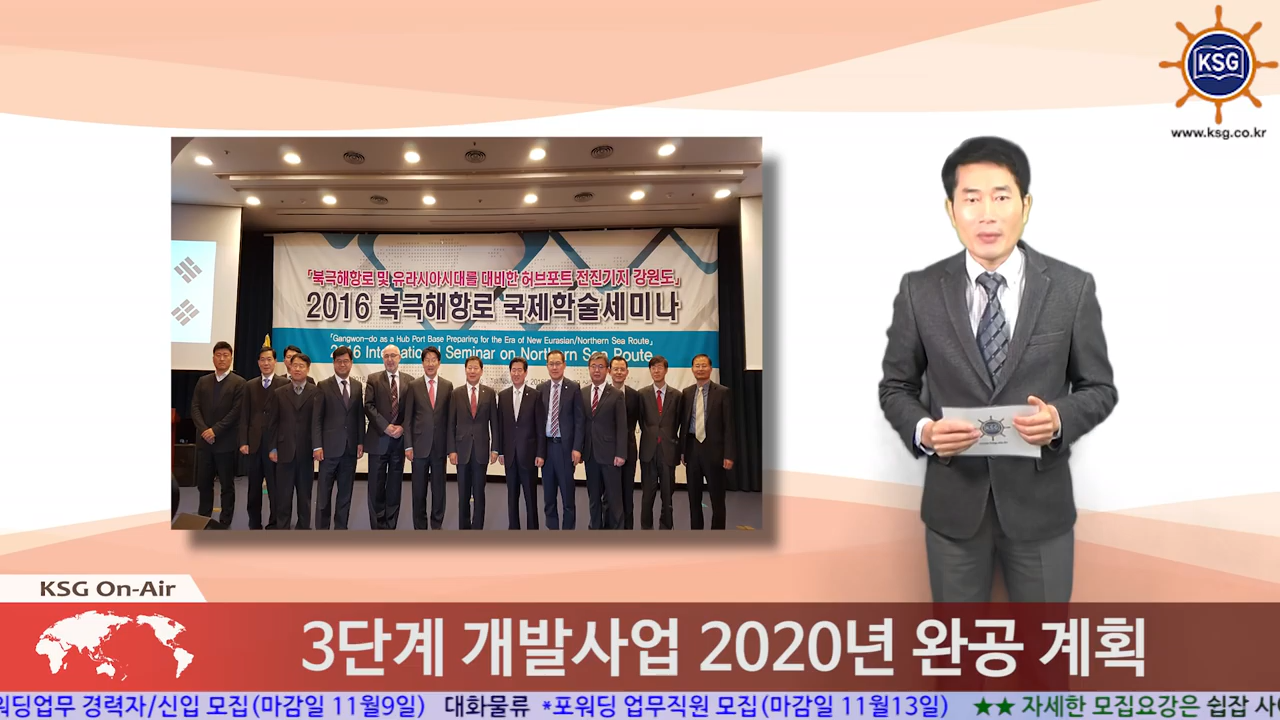 KSG
www.ksg.co.kr
「북극해항로 및 유라시아시대를 대비한 허브포트 전진기지 강원도」
2016 북극해항로 국제학술세미나
「Gangwon-do as a Hub Port Base Preparing for the Era of New Eurasian/Northern Sea Route」
2016 International Seminar on Northern Sea Route
KSG
KSG On-Air
3단계 개발사업 2020년 완공 계획
워딩업무 경력자/신입 모집(마감일 11월9일) 대화물류 *포워딩 업무직원 모집(마감일 11월13일) ★★ 자세한 모집요강은 쉽잡 사이